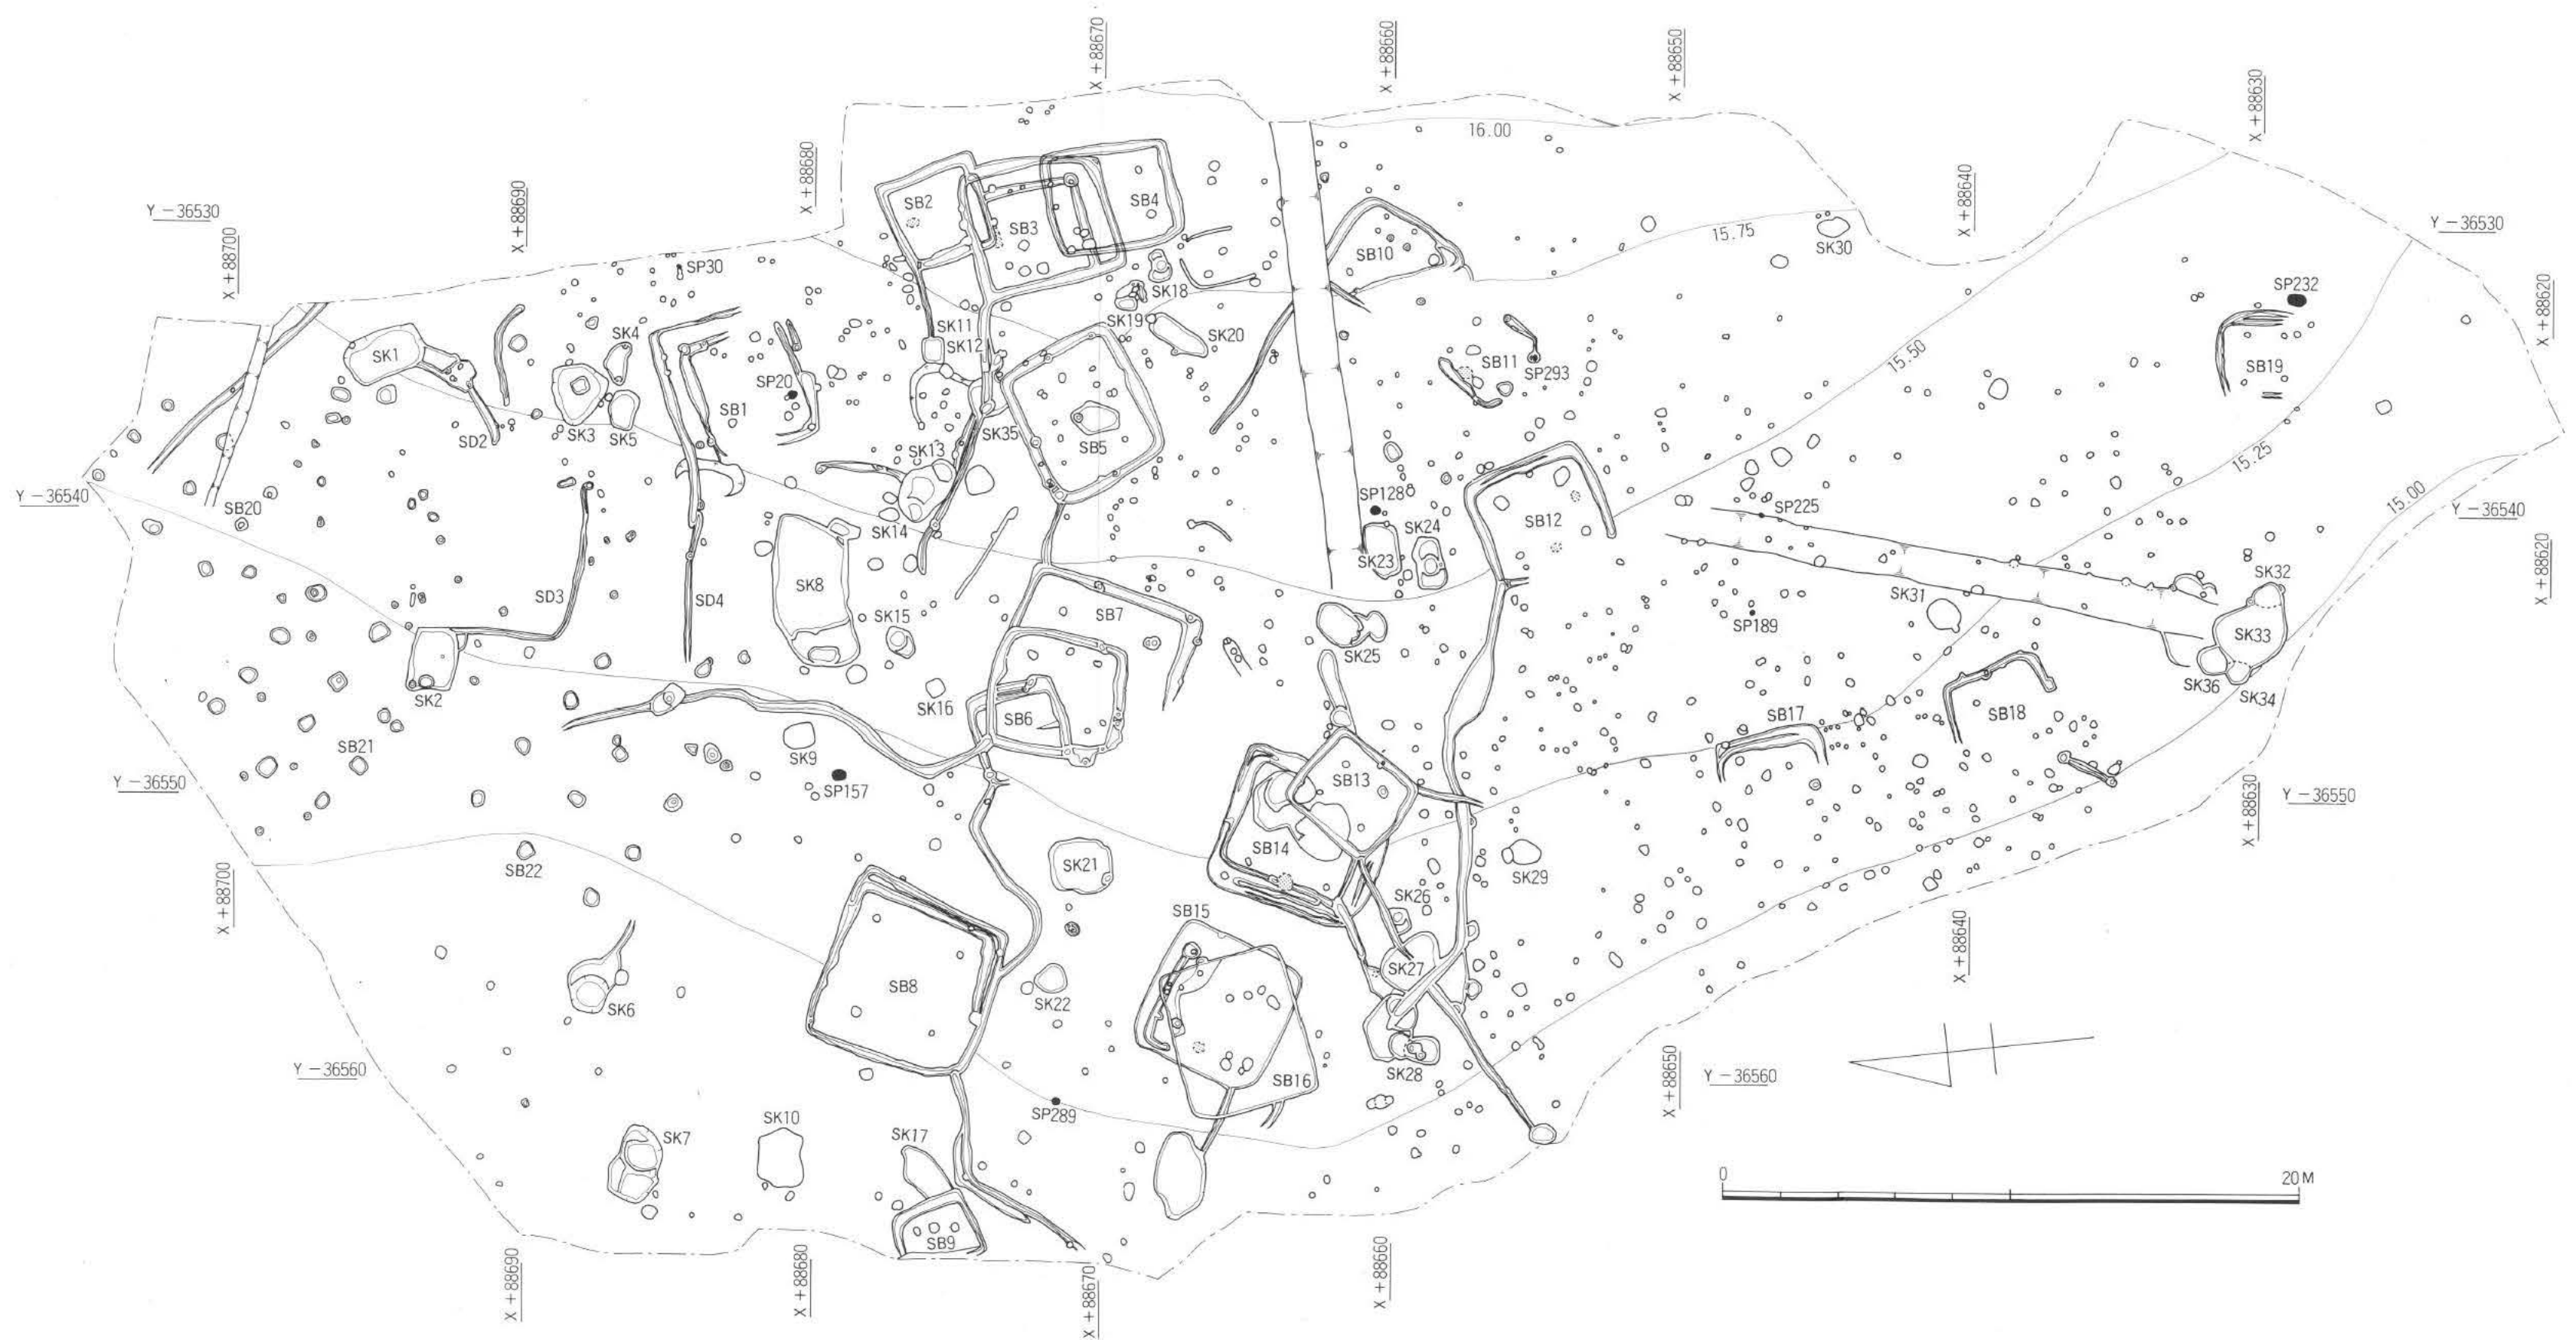 X +88670
X +88660
X +88650
X +88630
16.00
X +88680
X +88690
X +88640
Y -36530
X +88700
SB2
SB3
SB4
SB10
15.75
SK30
Y -36530
SP30
SK18
SK19
SK20
SP232
X +88620
SK1
SK4
SK11
SK12
SP20
SB1
SD2
SK3
SK5
SK35
SB5
SB11
SP293
15.50
SB19
SK13
SK14
15.25
15.00
Y -36540
SB20
SP128
SK23
SK24
SB12
SP225
Y -36540
SD3
SD4
SK8
SK15
SB7
SK25
SP189
SK31
SK32
SK33
SK36
SK34
X +88620
SK2
SK16
SB6
SB17
SB18
SB21
SK9
SP157
SB13
Y -36550
Y -36550
X +88630
SB14
SB22
SK21
SK29
X +88700
SK26
SB15
X +88640
SB8
SK22
SK27
SK6
Y -36560
SB16
SK28
X +88650
Y -36560
SP289
SK7
SK10
SK17
SB9
0
20M
X +88690
X +88680
X +88670
X +88660